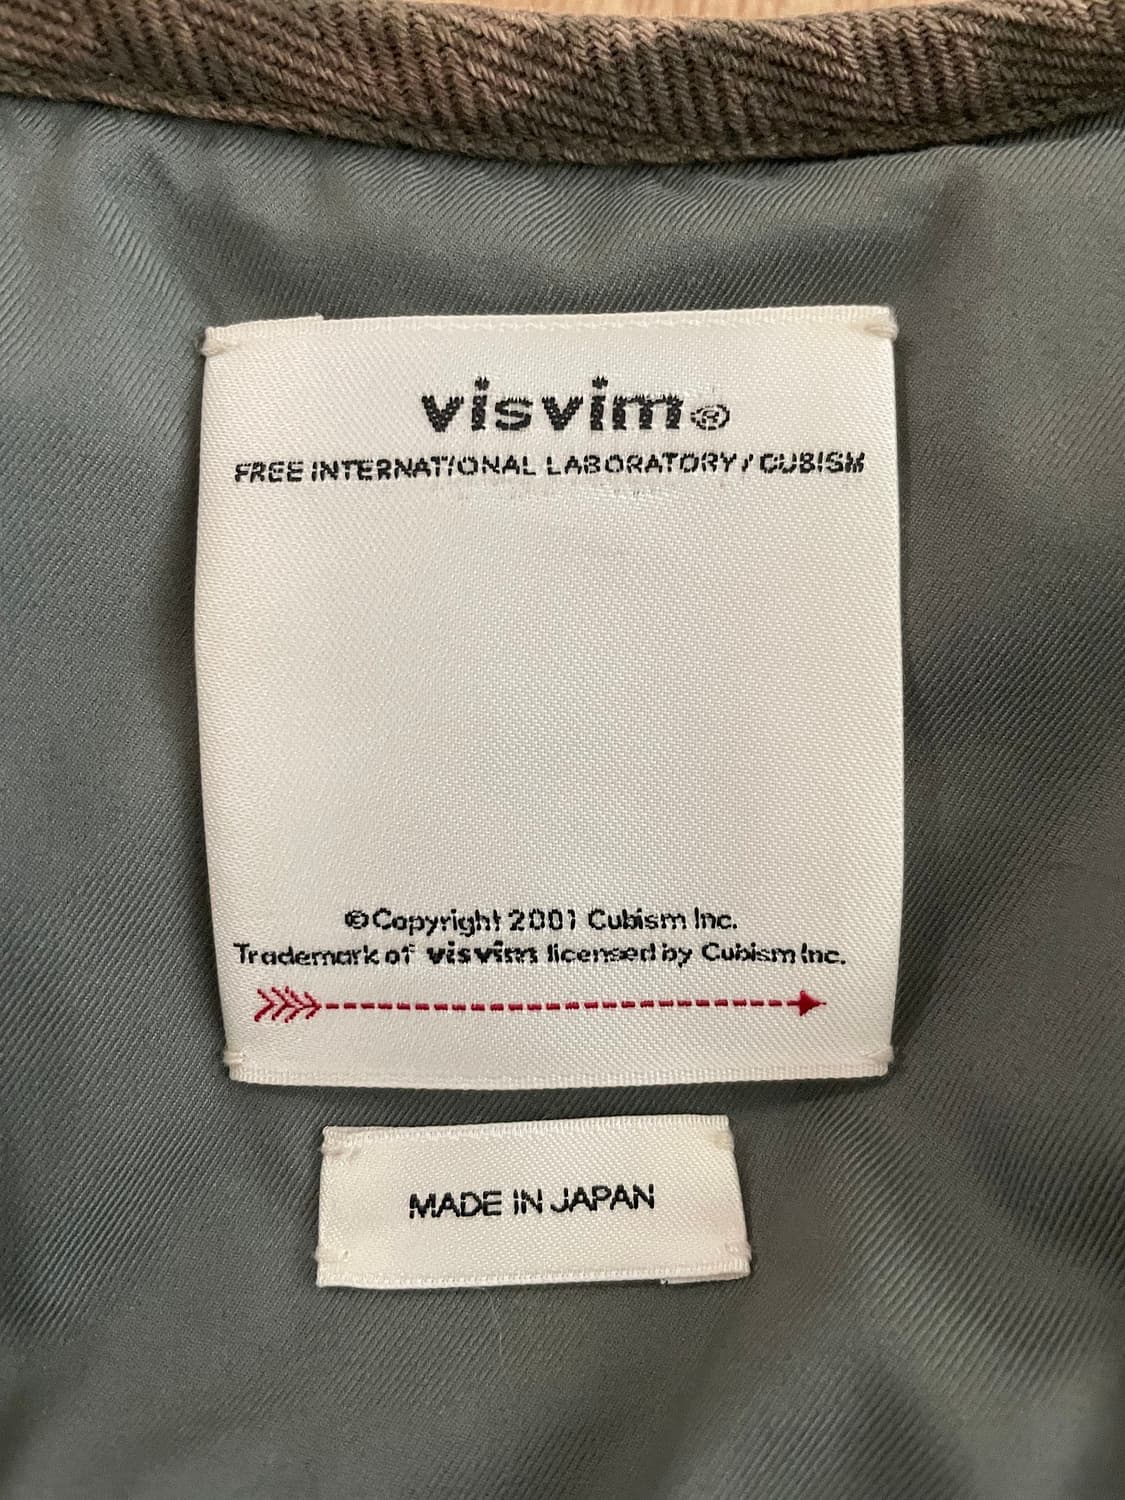 visvim®
FREE INTERNATIONAL LABORATORY / CUBISM
© Copyright 2001 Cubism Inc.
Trademark of visvim licensed by Cubism Inc.
MADE IN JAPAN